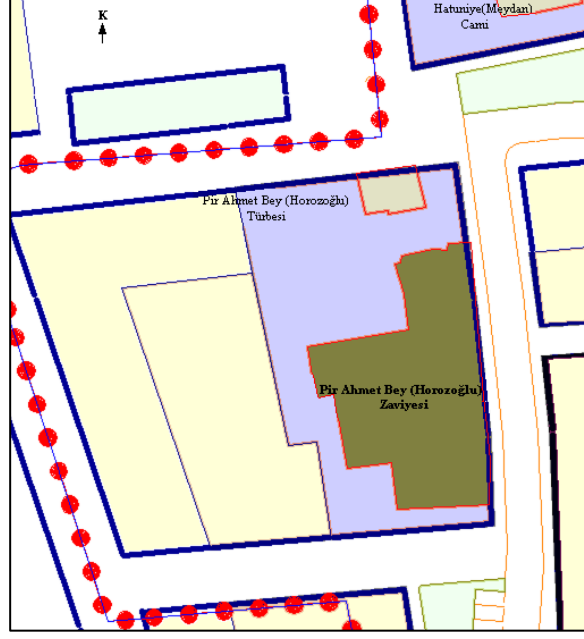 Hatuniye(Meydan)
Cami
K
Pir Ahmet Bey (Horozoğlu)
Türbesi
Pir Ahmet Bey (Horozoğlu)
Zaviyesi